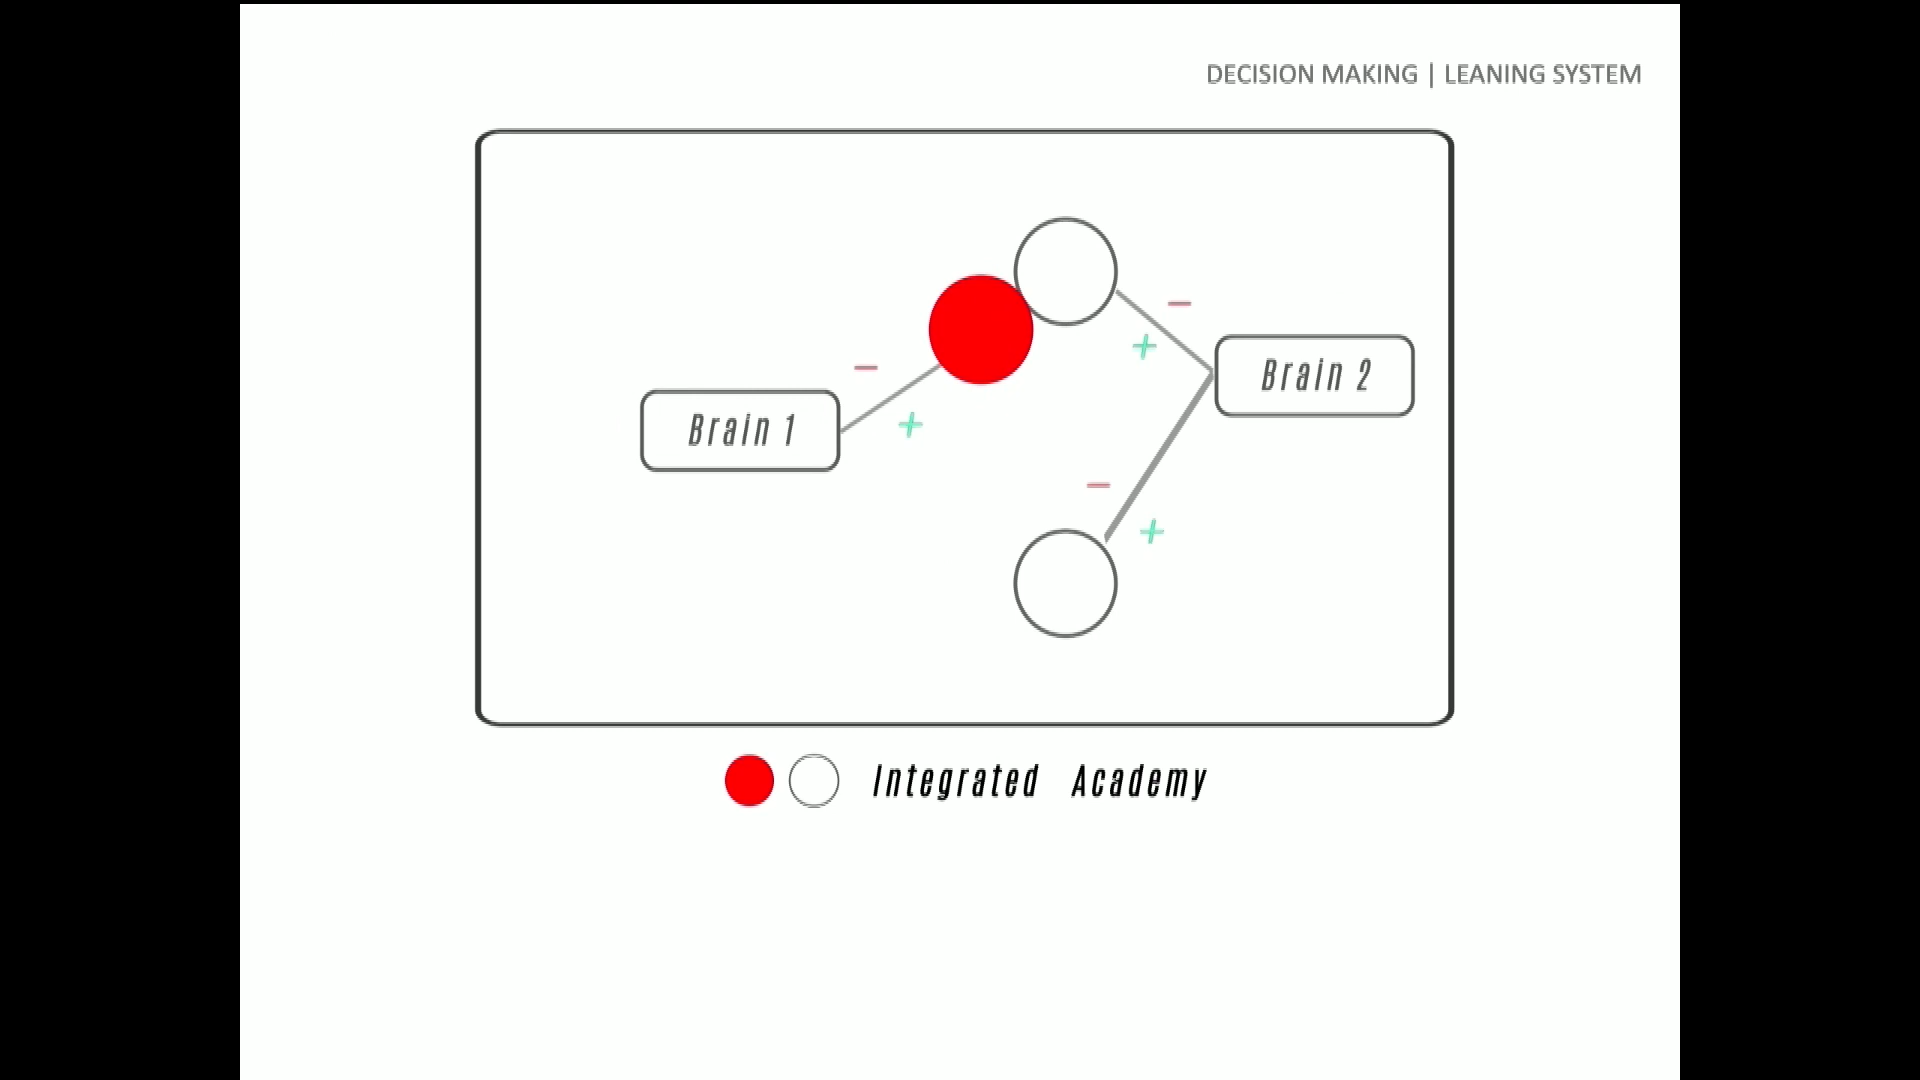 DECISION MAKING | LEANING SYSTEM
−
+
Brain 2
−
Brain 1
+
−
+
Integrated Academy